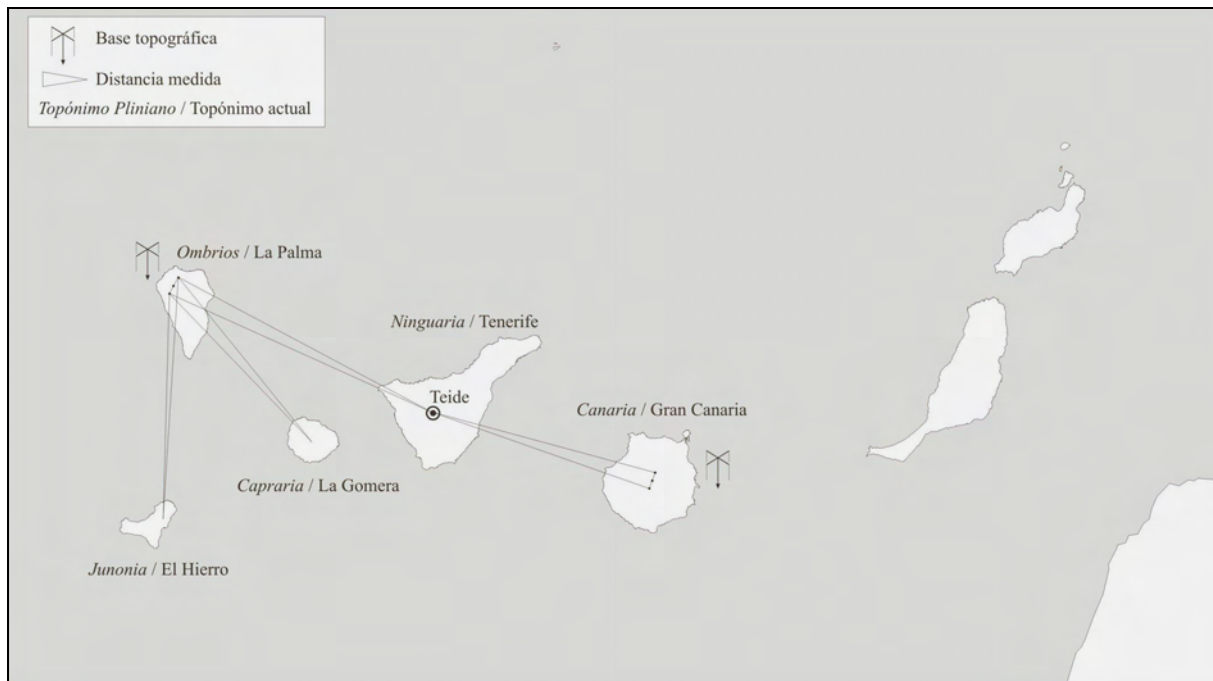 Base topográfica
Distancia medida
Topónimo Pliniano / Topónimo actual
Ombrios / La Palma
Ninguaria / Tenerife
Teide
Canaria / Gran Canaria
Capraria / La Gomera
Junonia / El Hierro